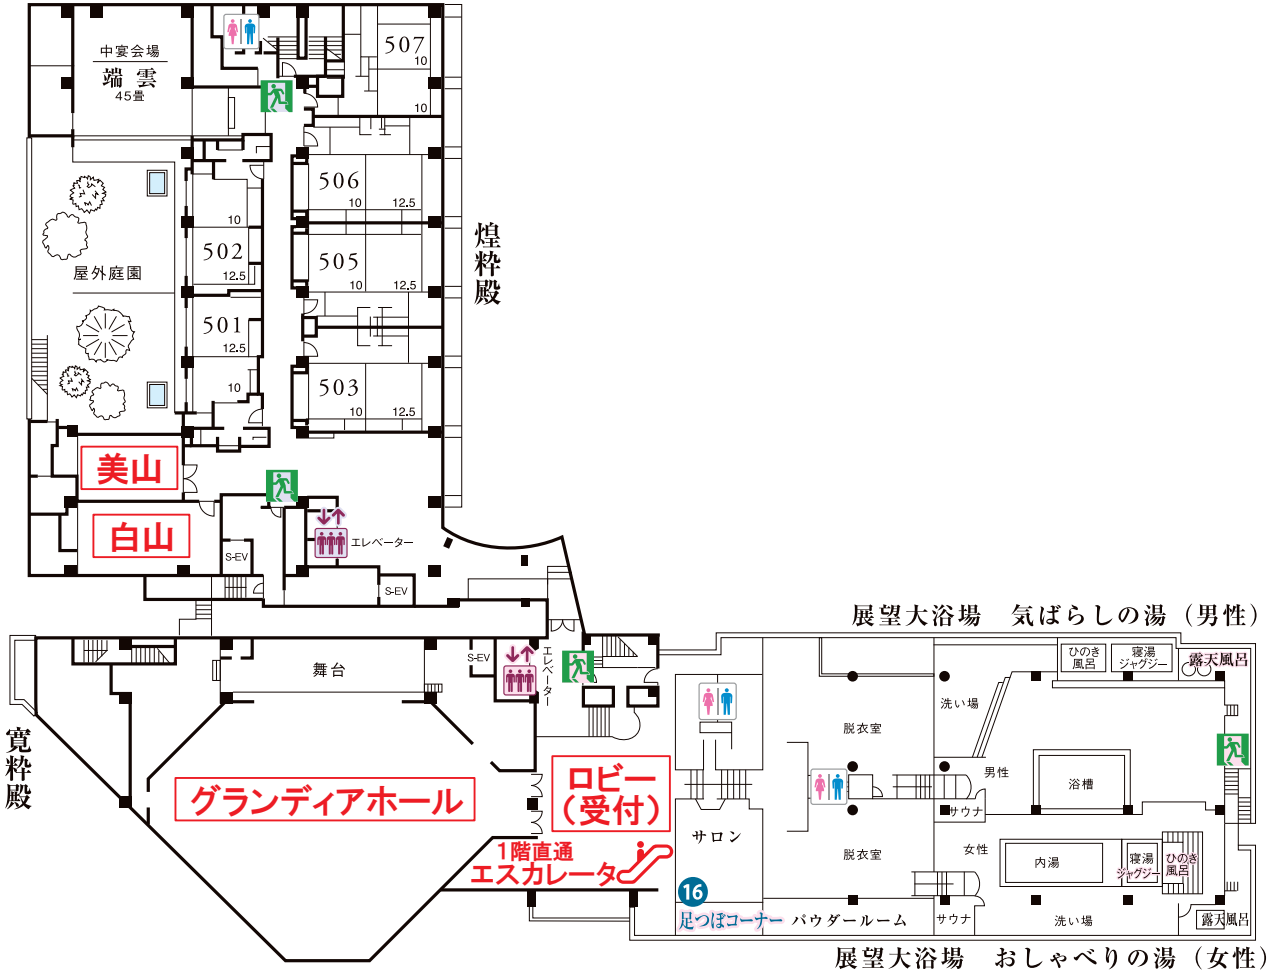 中宴会場
端雲
45畳
507
10
10
506
10
12.5
10
502
12.5
505
10
12.5
屋外庭園
501
12.5
10
503
10
12.5
煌粋殿
美山
白山
エレベーター
S-EV
S-EV
展望大浴場 気ばらしの湯(男性)
舞台
S-EV
エレベーター
ひのき
風呂
寝湯
ジャグジー
露天風呂
洗い場
脱衣室
寛粋殿
グランディアホール
ロビー
(受付)
男性
浴槽
サウナ
サロン
1階直通
エスカレータ
脱衣室
女性
内湯
寝湯
ジャグジー
ひのき
風呂
16
足つぼコーナー
パウダールーム
サウナ
洗い場
露天風呂
展望大浴場 おしゃべりの湯(女性)